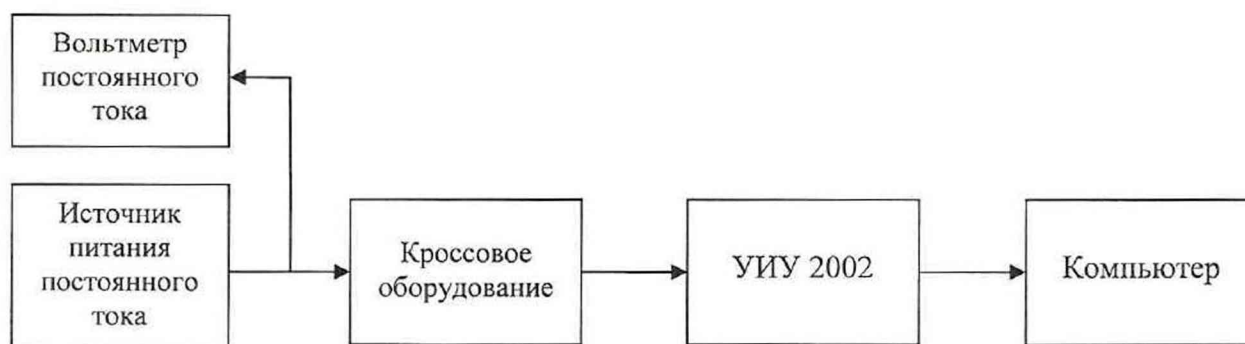 Вольтметр
постоянного
тока
Источник
питания
постоянного
тока
Кроссовое
оборудование
УИУ 2002
Компьютер